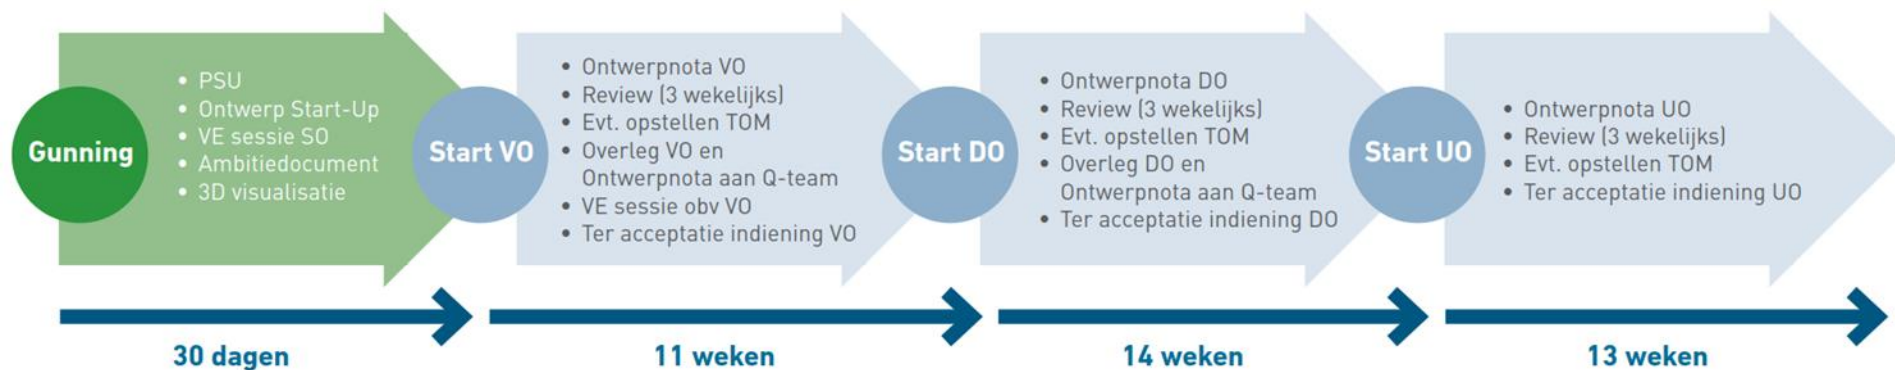 Gunning
• PSU
• Ontwerp Start-Up
• VE sessie SO
• Ambitiedocument
• 3D visualisatie
Start VO
• Ontwerpnota VO
• Review (3 wekelijks)
• Evt. opstellen TOM
• Overleg VO en
Ontwerpnota aan Q-team
• VE sessie obv VO
• Ter acceptatie indiening VO
Start DO
• Ontwerpnota DO
• Review (3 wekelijks)
• Evt. opstellen TOM
• Overleg DO en
Ontwerpnota aan Q-team
• Ter acceptatie indiening DO
Start UO
• Ontwerpnota UO
• Review (3 wekelijks)
• Evt. opstellen TOM
• Ter acceptatie indiening UO
30 dagen
11 weken
14 weken
13 weken